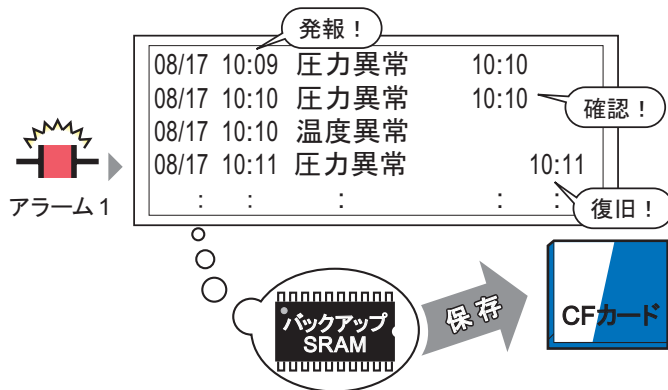 発報！
08/17 10:09 圧力異常 10:10
08/17 10:10 圧力異常 10:10
確認！
08/17 10:10 温度異常
08/17 10:11 圧力異常 10:11
: : : : :
復旧！
アラーム 1
バックアップ
SRAM
保存
CFカード